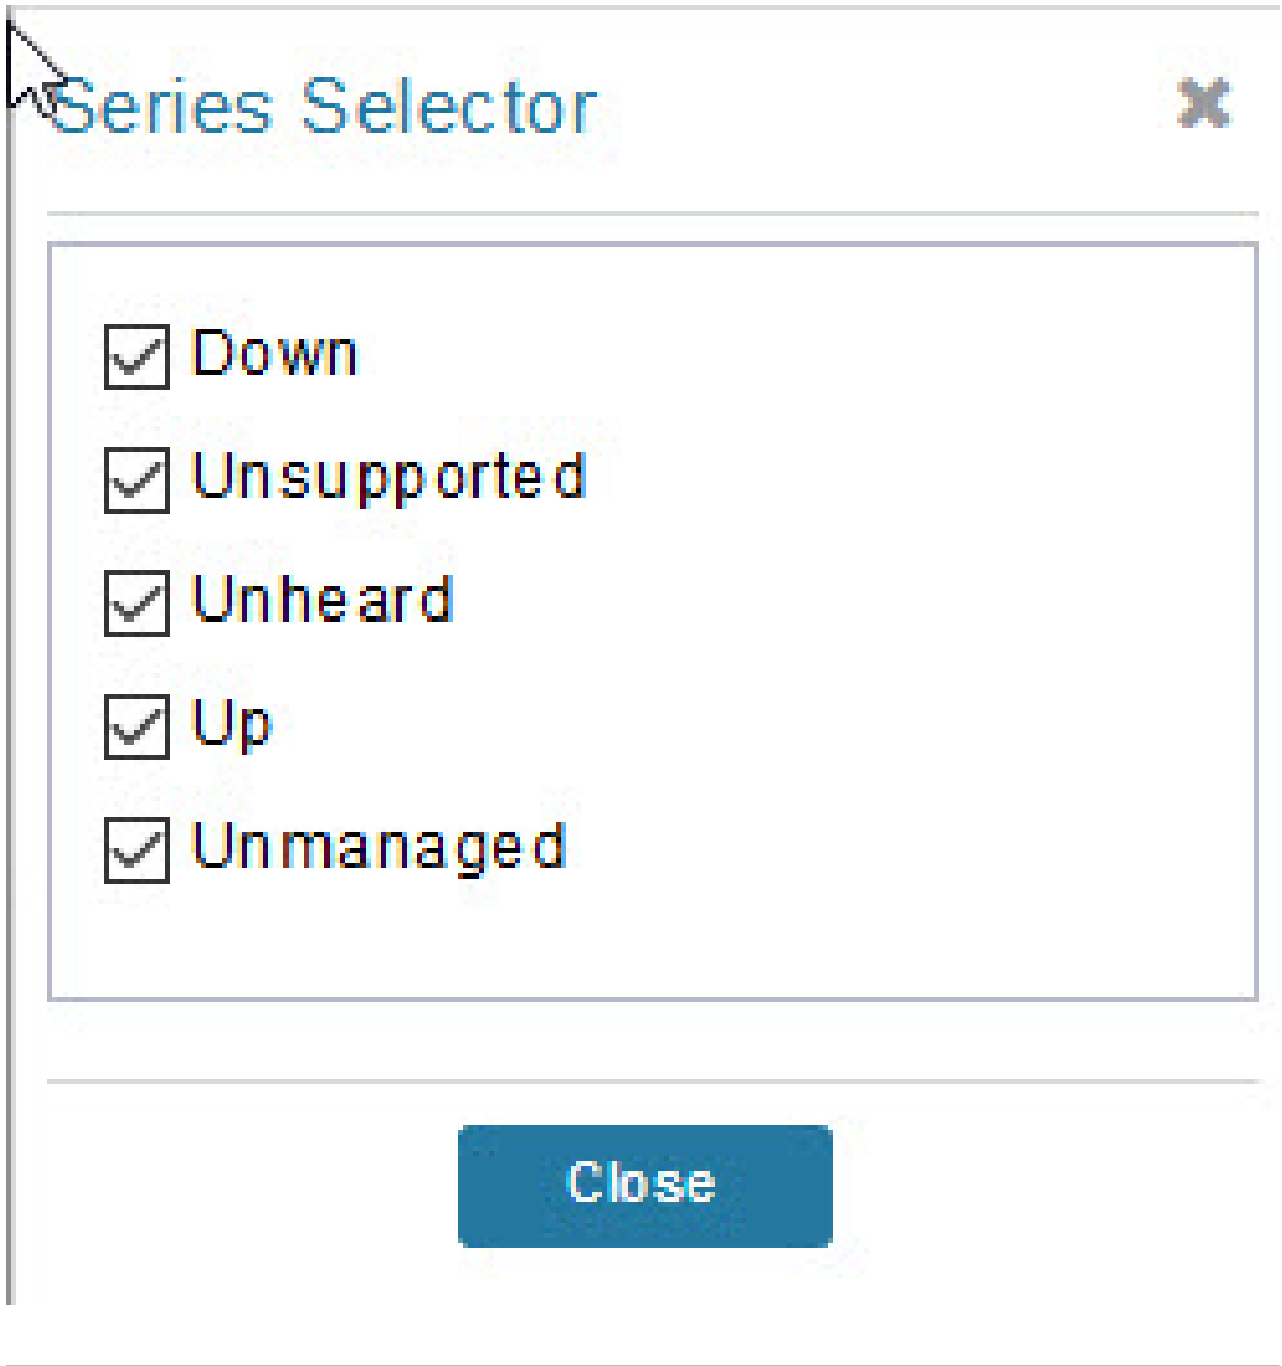 Series Selector
Down
Unsupported
Unheard
Up
Unmanaged
Close